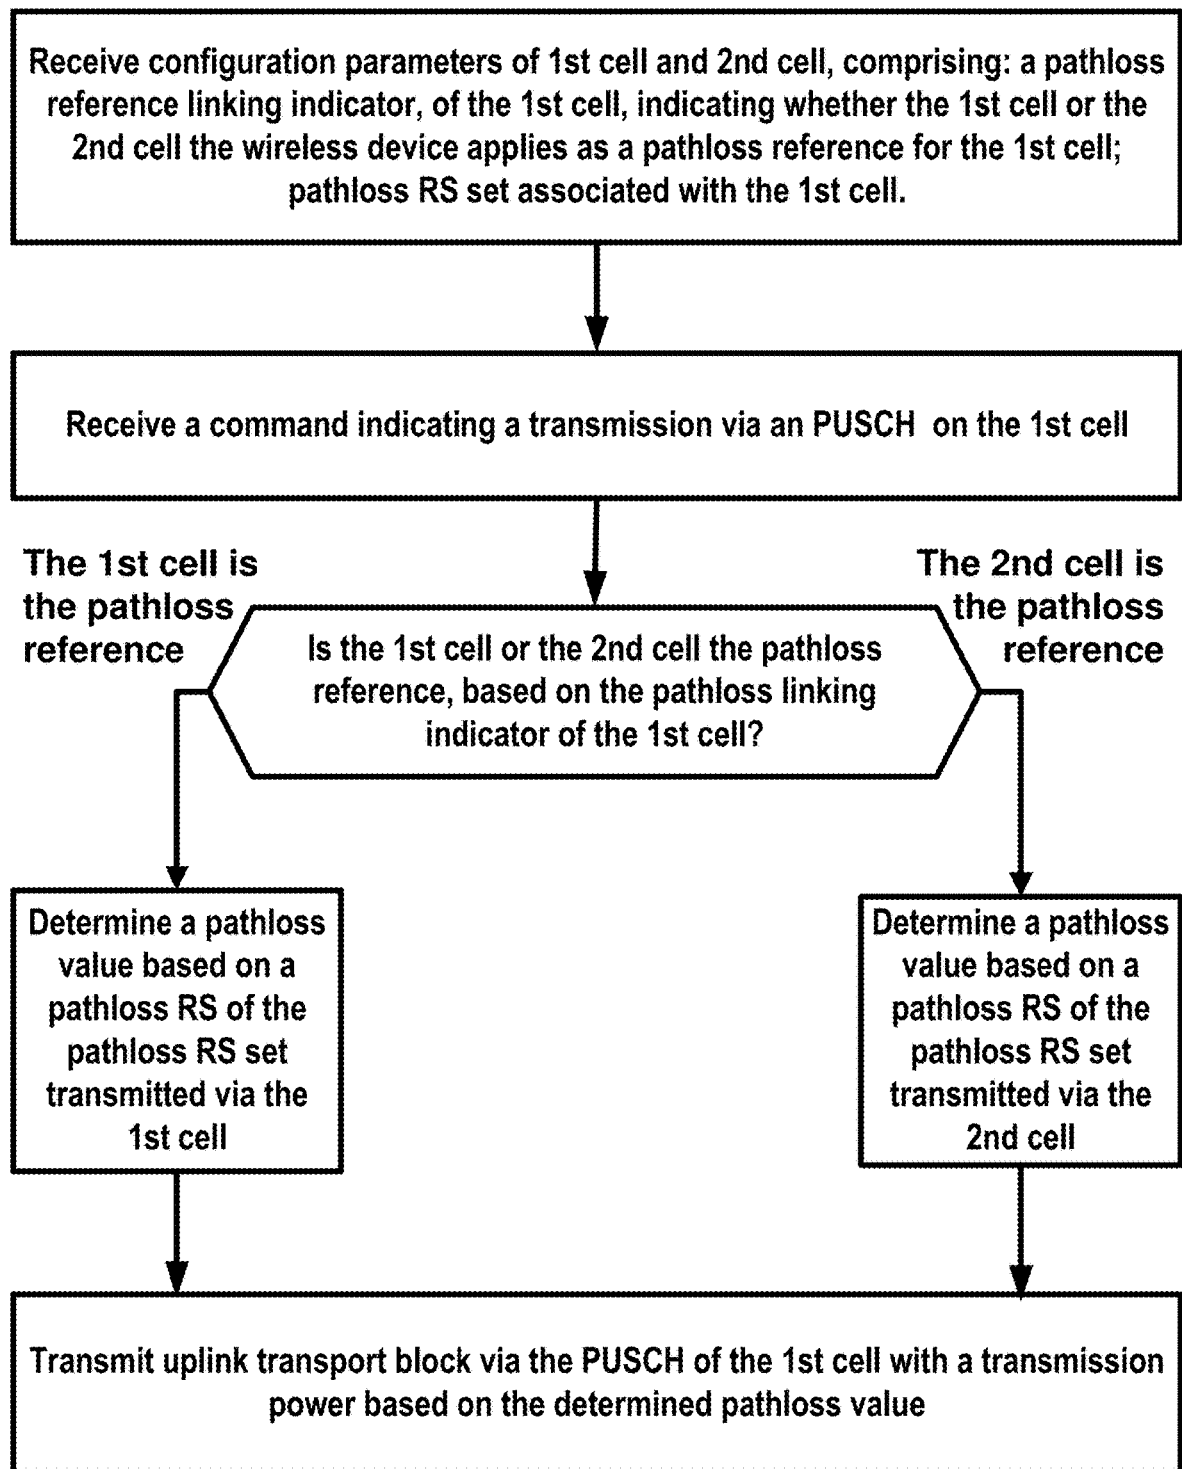 Receive configuration parameters of 1st cell and 2nd cell, comprising: a pathloss
reference linking indicator, of the 1st cell, indicating whether the 1st cell or the
2nd cell the wireless device applies as a pathloss reference for the 1st cell;
pathloss RS set associated with the 1st cell.
Receive a command indicating a transmission via an PUSCH on the 1st cell
The 1st cell is
the pathloss
reference
The 2nd cell is
the pathloss
reference
Is the 1st cell or the 2nd cell the pathloss
reference, based on the pathloss linking
indicator of the 1st cell?
Determine a pathloss
value based on a
pathloss RS of the
pathloss RS set
transmitted via the
1st cell
Determine a pathloss
value based on a
pathloss RS of the
pathloss RS set
transmitted via the
2nd cell
Transmit uplink transport block via the PUSCH of the 1st cell with a transmission
power based on the determined pathloss value